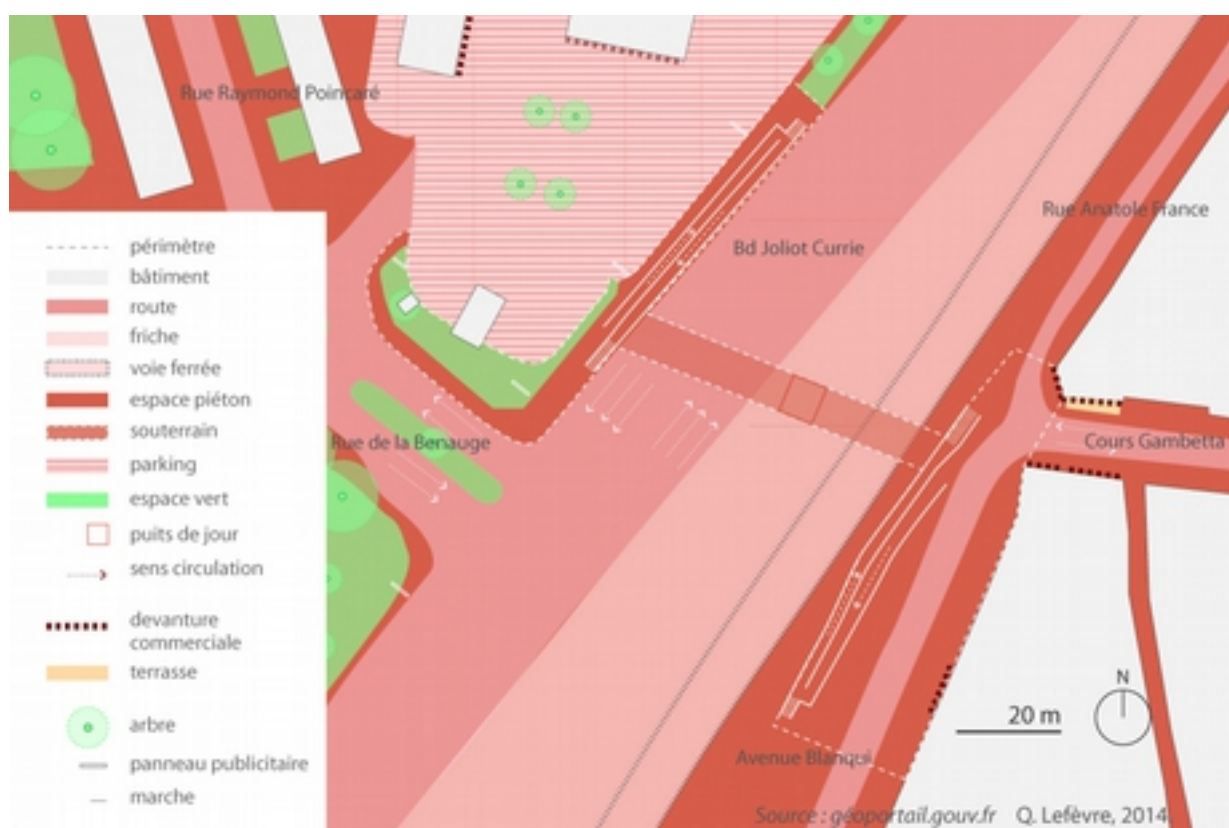 Rue Raymond Poincaré
Rue Anatole France
Bd Joliot Currie
Rue de la Benauge
Cours Gambetta
Avenue Blanqui
périmètre
bâtiment
route
friche
voie ferrée
espace piéton
souterrain
parking
espace vert
puits de jour
sens circulation
devanture
commerciale
terrasse
arbre
panneau publicitaire
marche
N
20 m
Source : géoportail.gouv.fr Q. Lefèvre, 2014